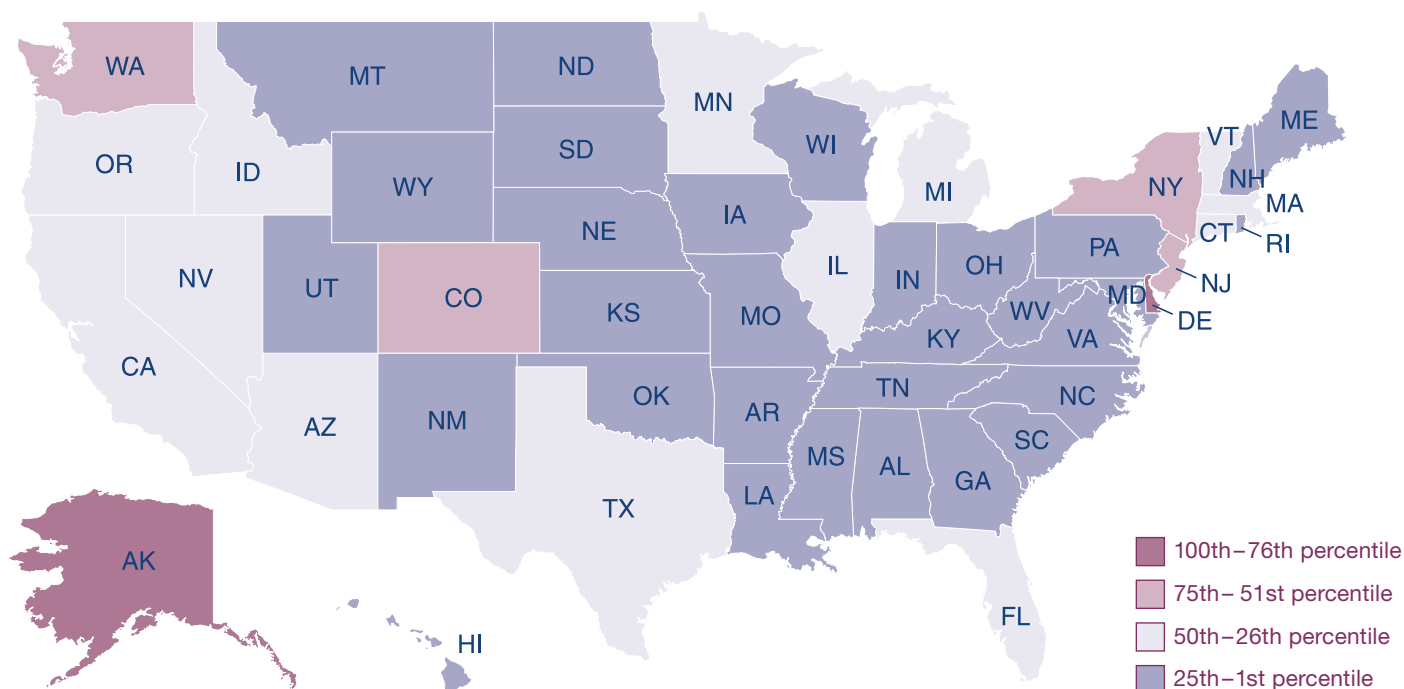 WA
MT
ND
MN
VT
ME
OR
ID
SD
WI
NH
WY
MI
NY
MA
IA
CT
RI
NE
PA
NV
UT
CO
IL
IN
OH
NJ
KS
MO
WV
MD
DE
KY
VA
CA
TN
NC
OK
AR
AZ
NM
SC
MS
AL
GA
LA
TX
AK
FL
HI
100th–76th percentile
75th–51st percentile
50th–26th percentile
25th–1st percentile